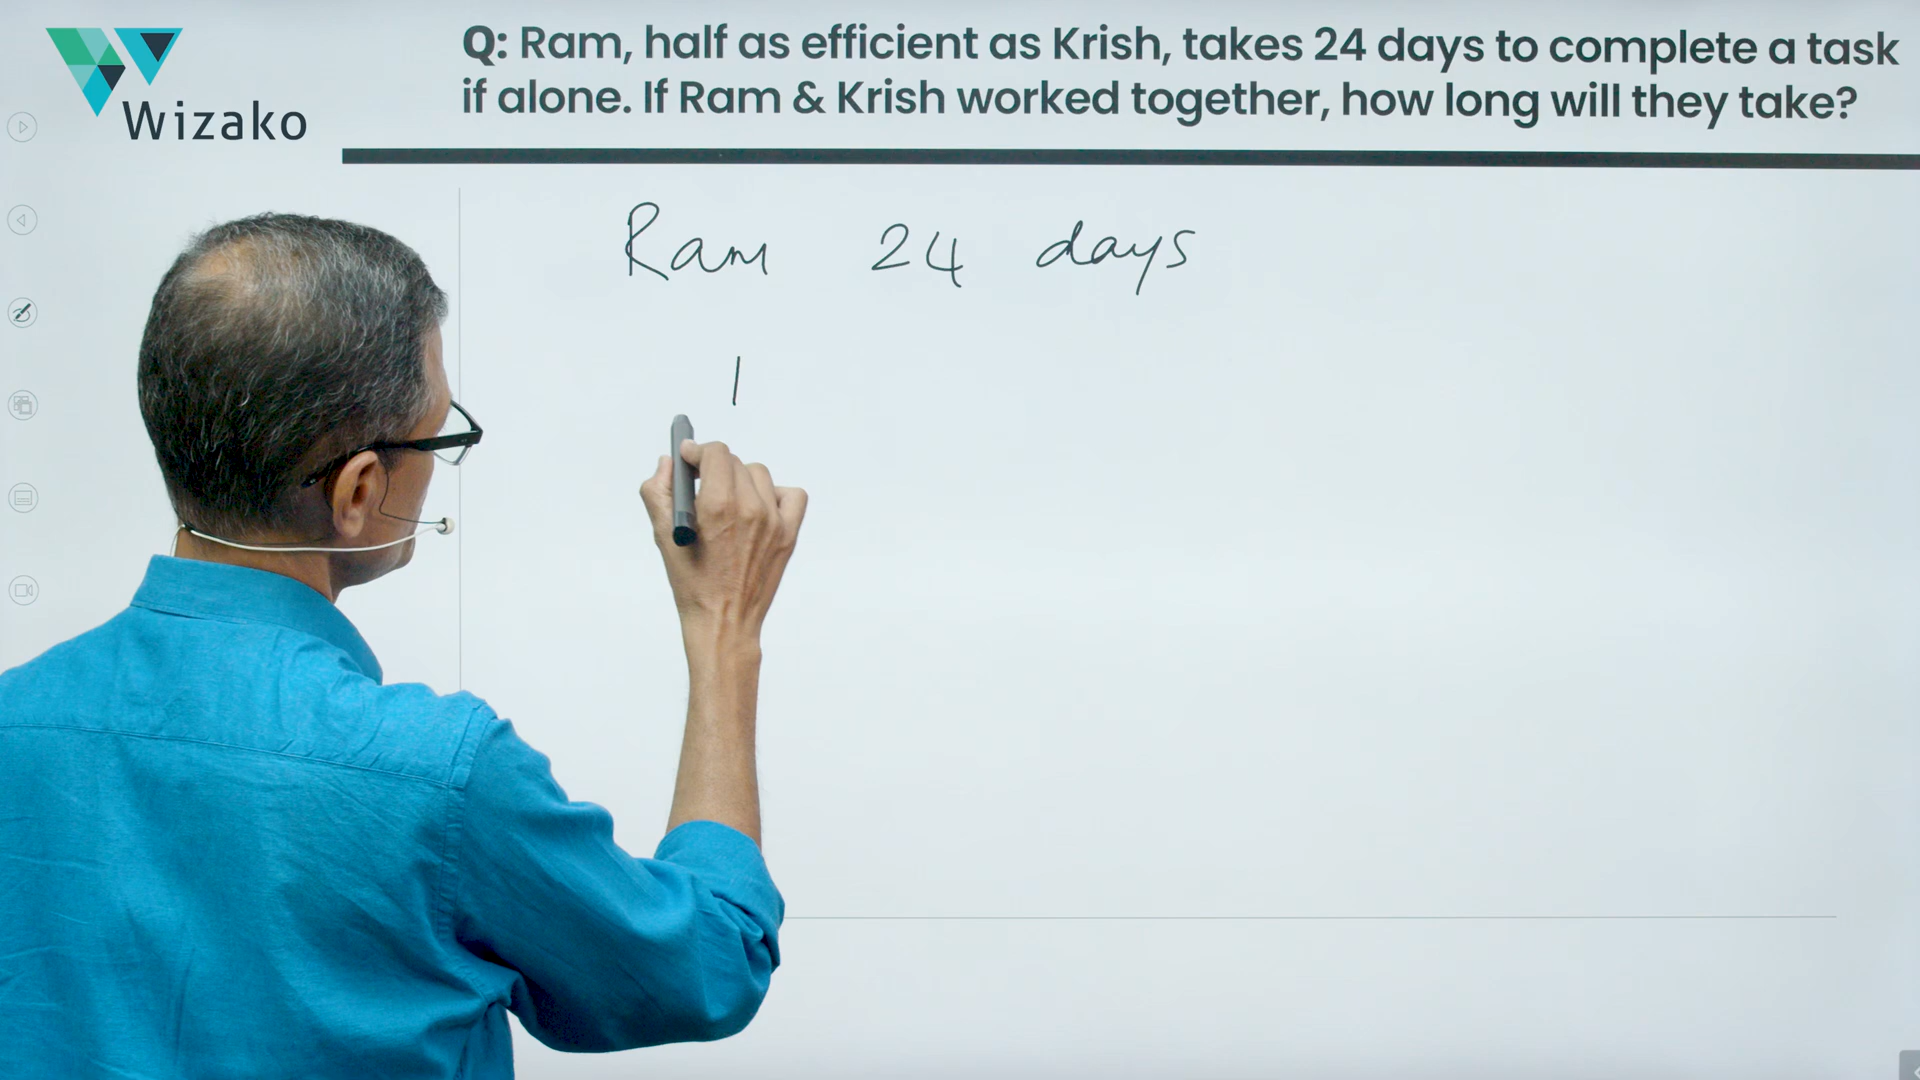 Wizako
Q: Ram, half as efficient as Krish, takes 24 days to complete a task
if alone. If Ram & Krish worked together, how long will they take?
Ram 24 days
1